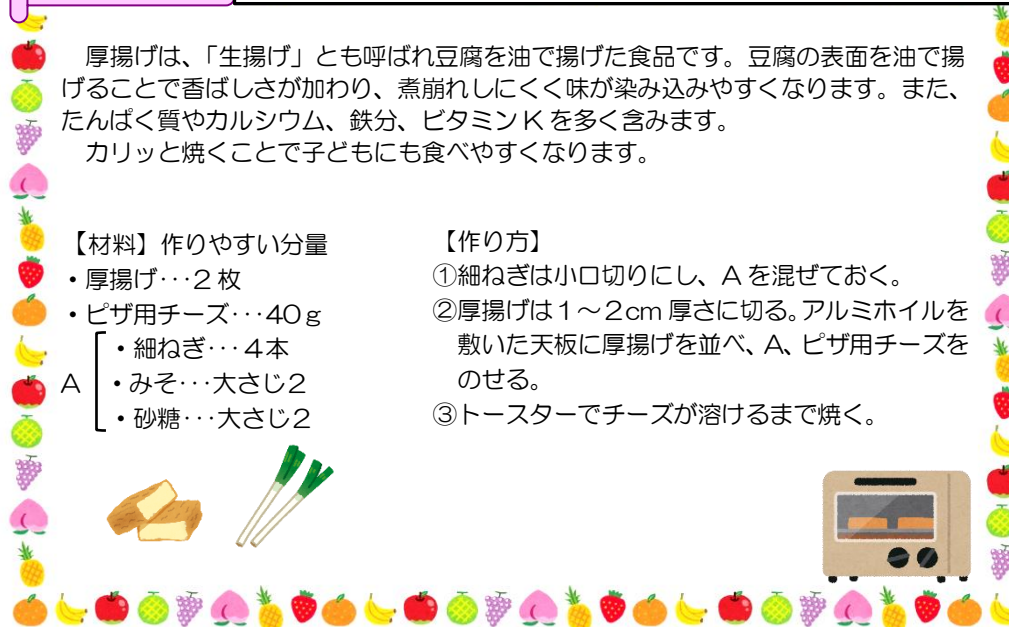 厚揚げは、「生揚げ」とも呼ばれ豆腐を油で揚げた食品です。豆腐の表面を油で揚
げることで香ばしさが加わり、煮崩れしにくく味が染み込みやすくなります。また、
たんぱく質やカルシウム、鉄分、ビタミンKを多く含みます。
カリッと焼くことで子どもにも食べやすくなります。
【材料】作りやすい分量
・厚揚げ･･･2枚
・ピザ用チーズ･･･40g
A
・細ねぎ･･･4本
・みそ･･･大さじ2
・砂糖･･･大さじ2
【作り方】
①細ねぎは小口切りにし、Aを混ぜておく。
②厚揚げは1～2cm厚さに切る。アルミホイルを
敷いた天板に厚揚げを並べ、A、ピザ用チーズを
のせる。
③トースターでチーズが溶けるまで焼く。